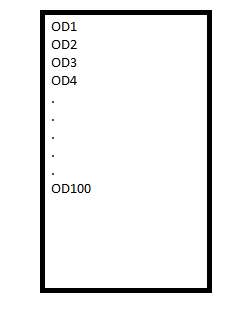 OD1
OD2
OD3
OD4
.
.
.
.
.
OD100